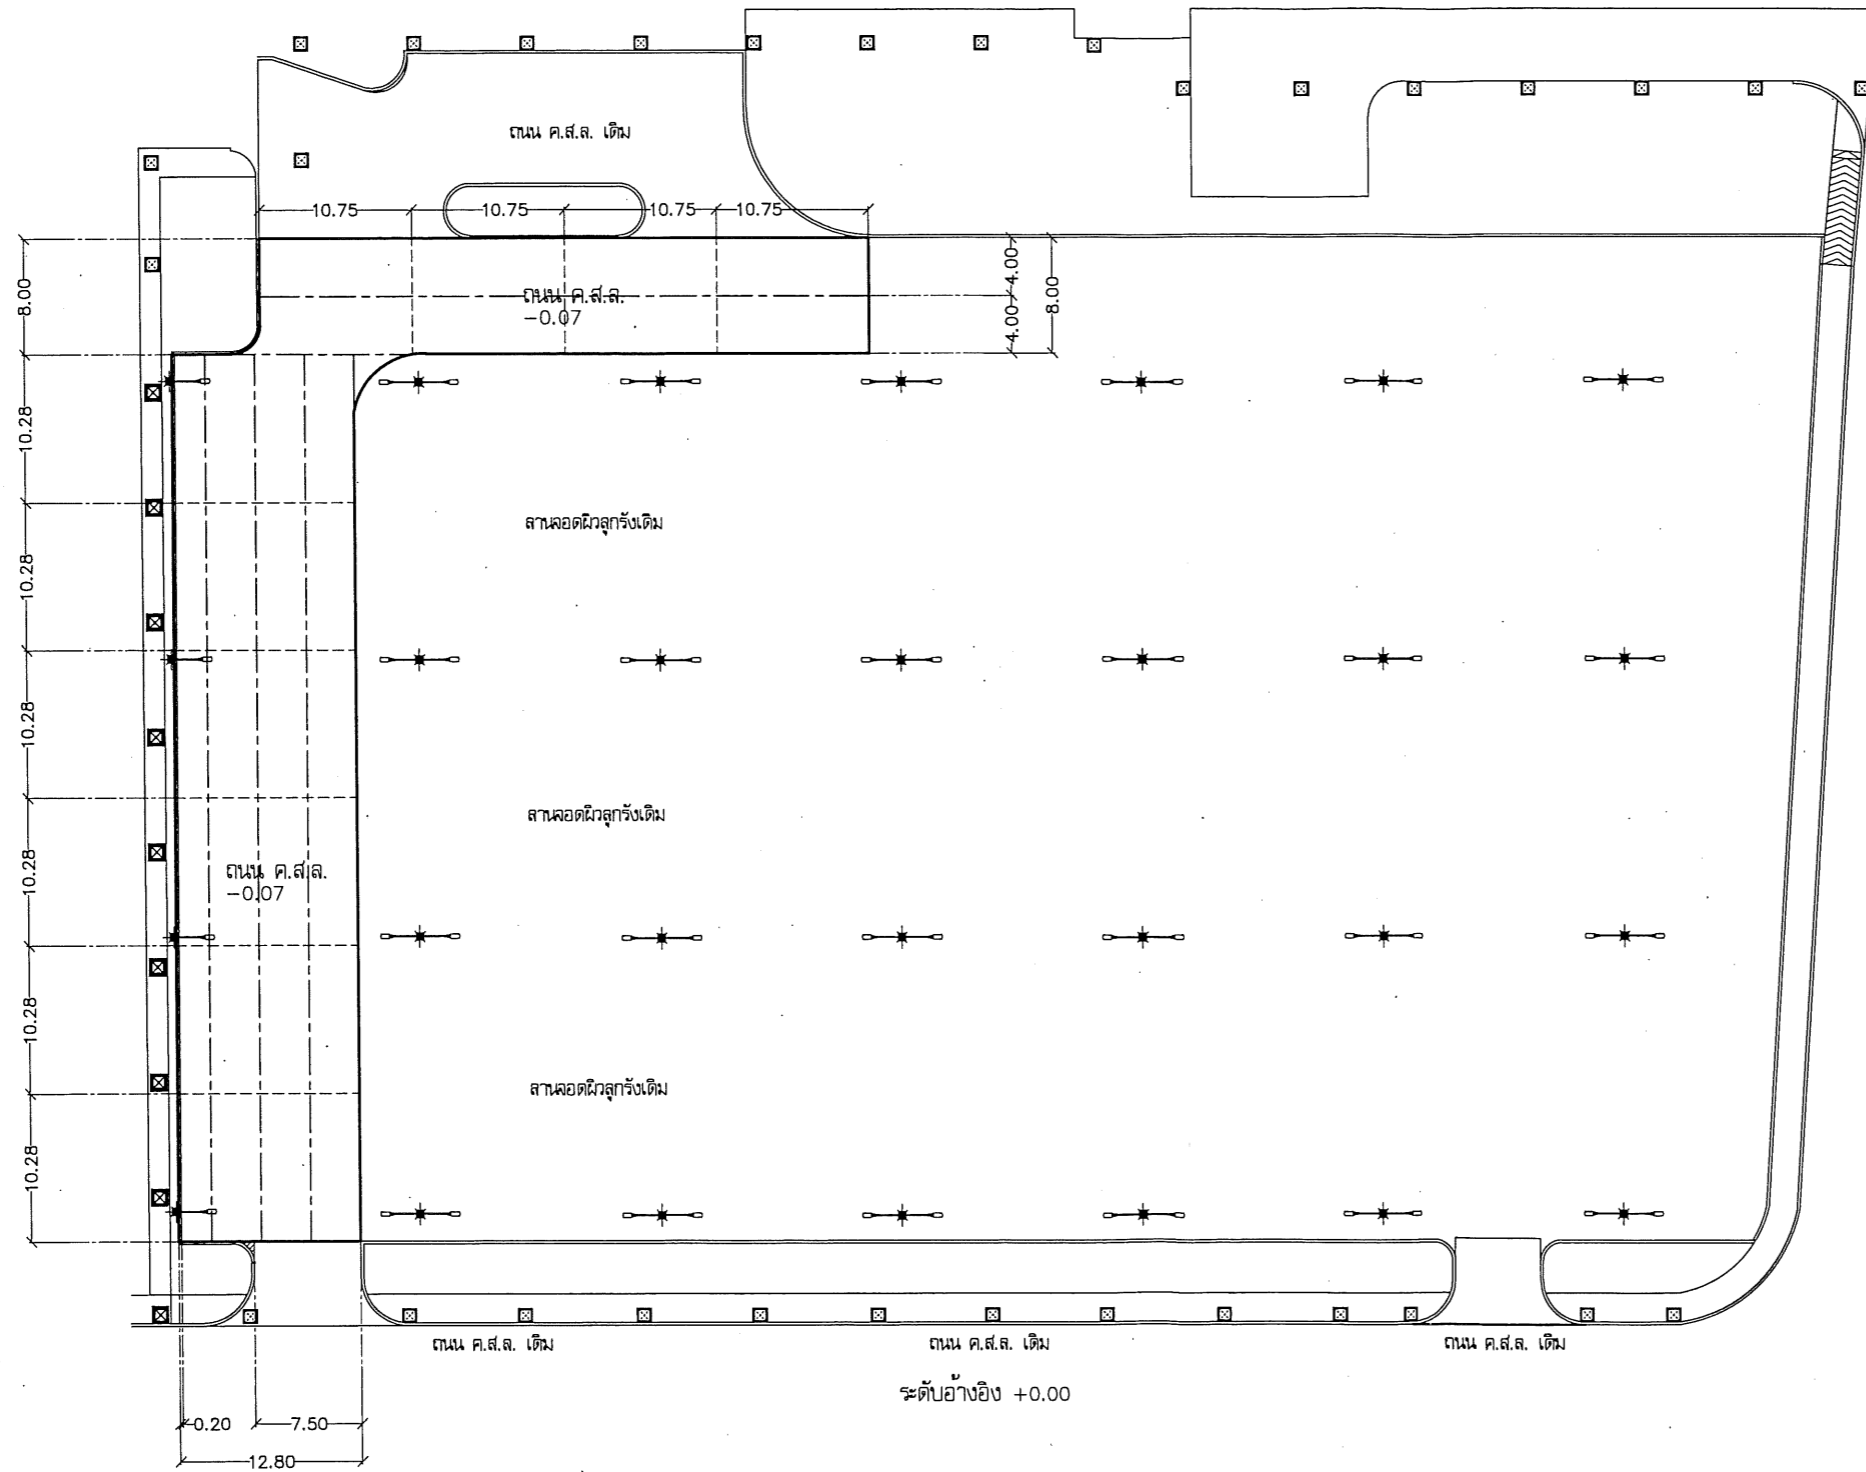 ถนน ค.ส.ล. เดิม
10.75
10.75
10.75
10.75
8.00
4.00
4.00
8.00
ถนน ค.ส.ล.
-0.07
10.28
ลานจอดผิวลูกรังเดิม
10.28
10.28
ลานจอดผิวลูกรังเดิม
10.28
ถนน ค.ส.ล.
-0.07
10.28
ลานจอดผิวลูกรังเดิม
10.28
ถนน ค.ส.ล. เดิม
ถนน ค.ส.ล. เดิม
ถนน ค.ส.ล. เดิม
ระดับอ้างอิง +0.00
0.20
7.50
12.80